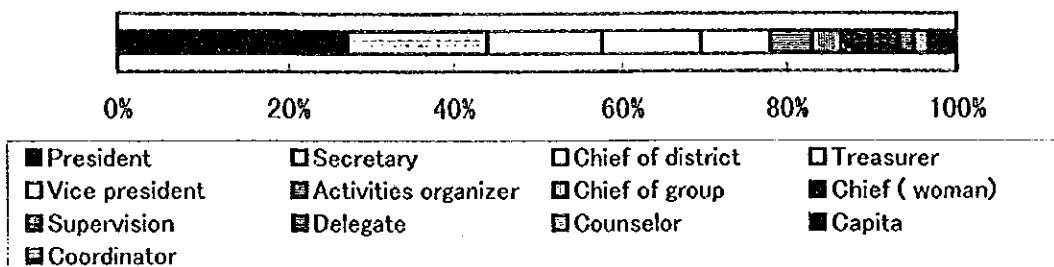 0% 20% 40% 60% 80% 100%
President Secretary Chief of district Treasurer
Vice president Activities organizer Chief of group Chief ( woman)
Supervision Delegate Counselor Capita
Coordinator